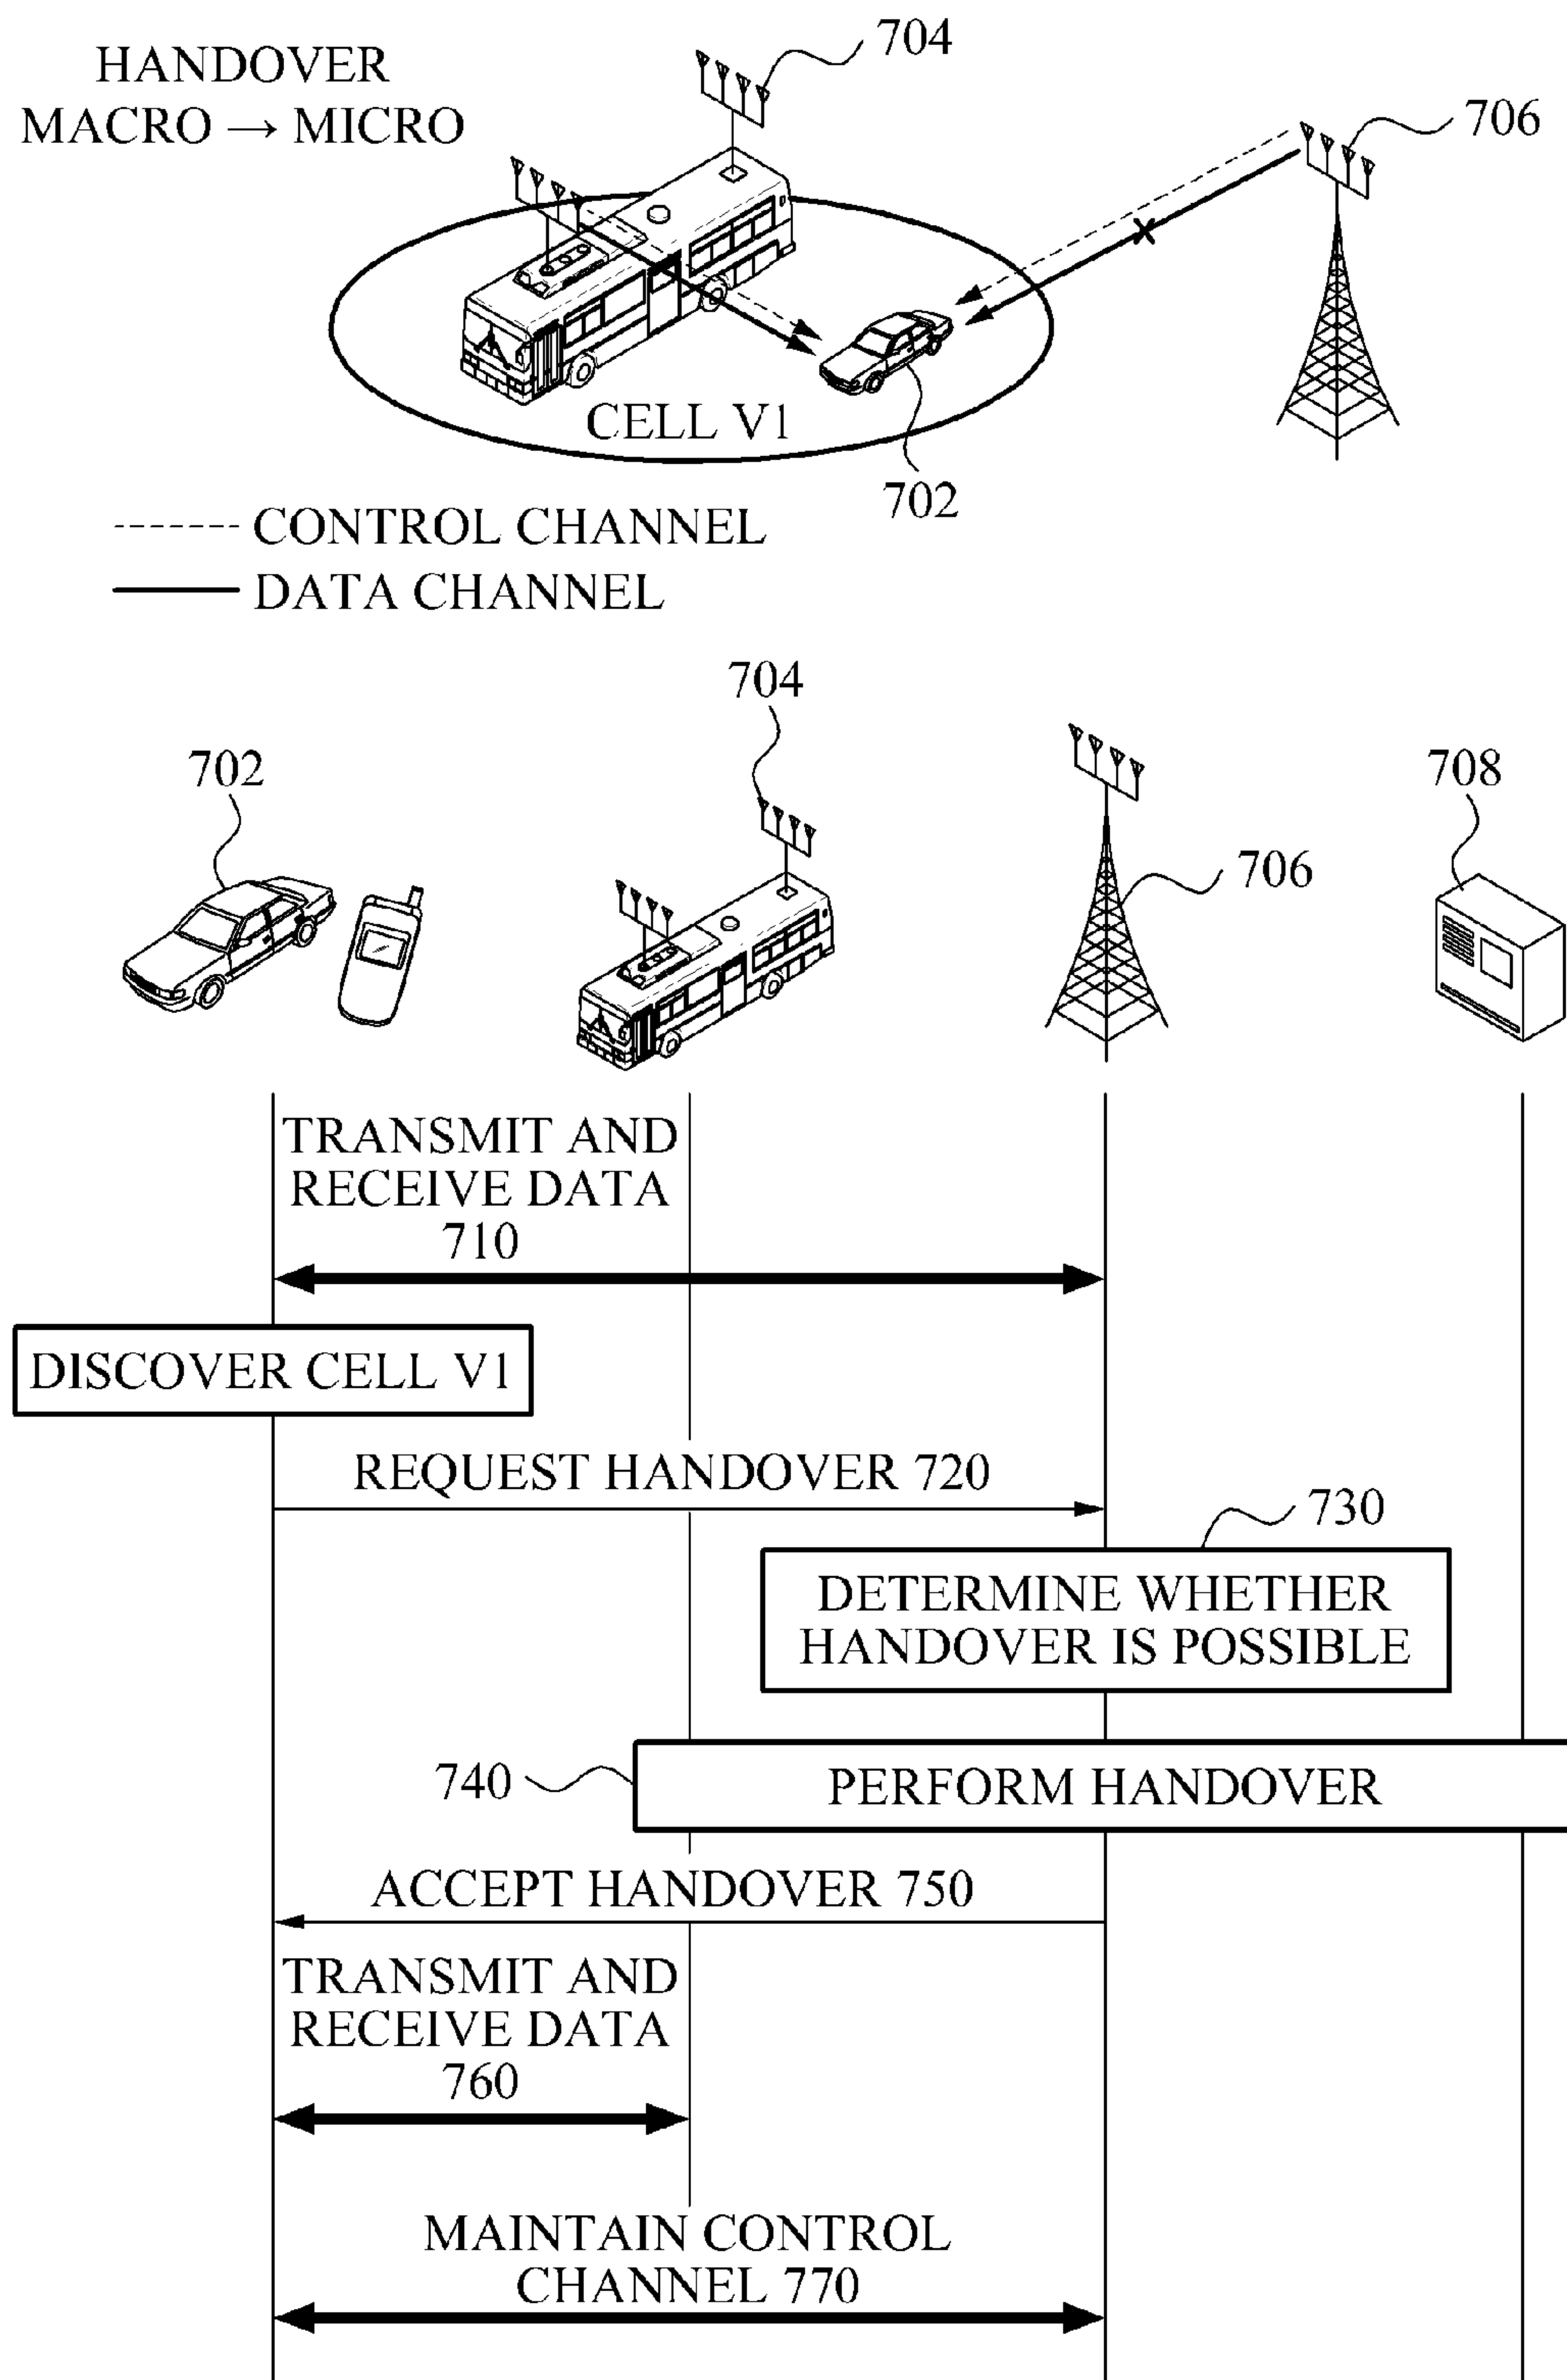 HANDOVER
MACRO → MICRO
704
706
CELL V1
702
CONTROL CHANNEL
DATA CHANNEL
704
702
708
706
TRANSMIT AND
RECEIVE DATA
710
DISCOVER CELL V1
REQUEST HANDOVER 720
730
DETERMINE WHETHER
HANDOVER IS POSSIBLE
740
PERFORM HANDOVER
ACCEPT HANDOVER 750
TRANSMIT AND
RECEIVE DATA
760
MAINTAIN CONTROL
CHANNEL 770